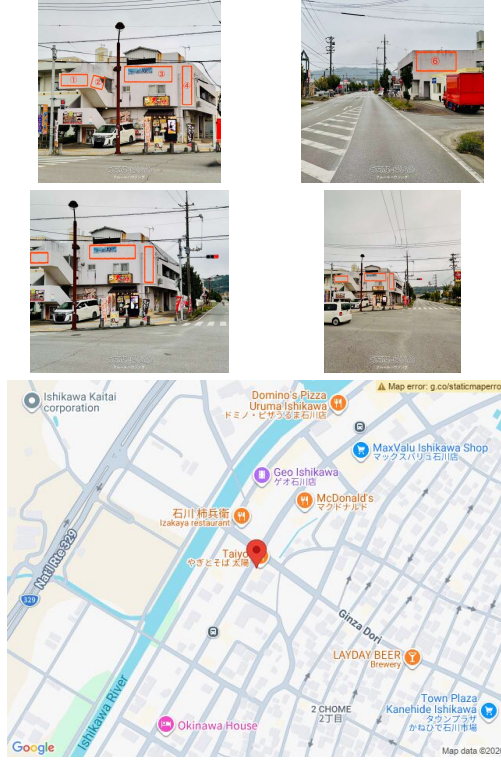 ①
②
③
④
⑥
Ishikawa Kaitai
corporation
Domino's Pizza
Uruma Ishikawa
ドミノ・ピザうるま石川店
⚠ Map error: g.co/staticmaperro
MaxValu Ishikawa Shop
マックスバリュ石川店
Geo Ishikawa
ゲオ石川店
McDonald's
マクドナルド
石川 柿兵衛
Izakaya restaurant
Nat'l Rte 329
Taiyo
やぎとそば 太陽
329
Ginza Dori
LAYDAY BEER
Brewery
Town Plaza
Kanehide Ishikawa
タウンプラザ
かねひで石川市場
2 CHOME
2丁目
Okinawa House
Ishikawa River
Google
Map data ©2026